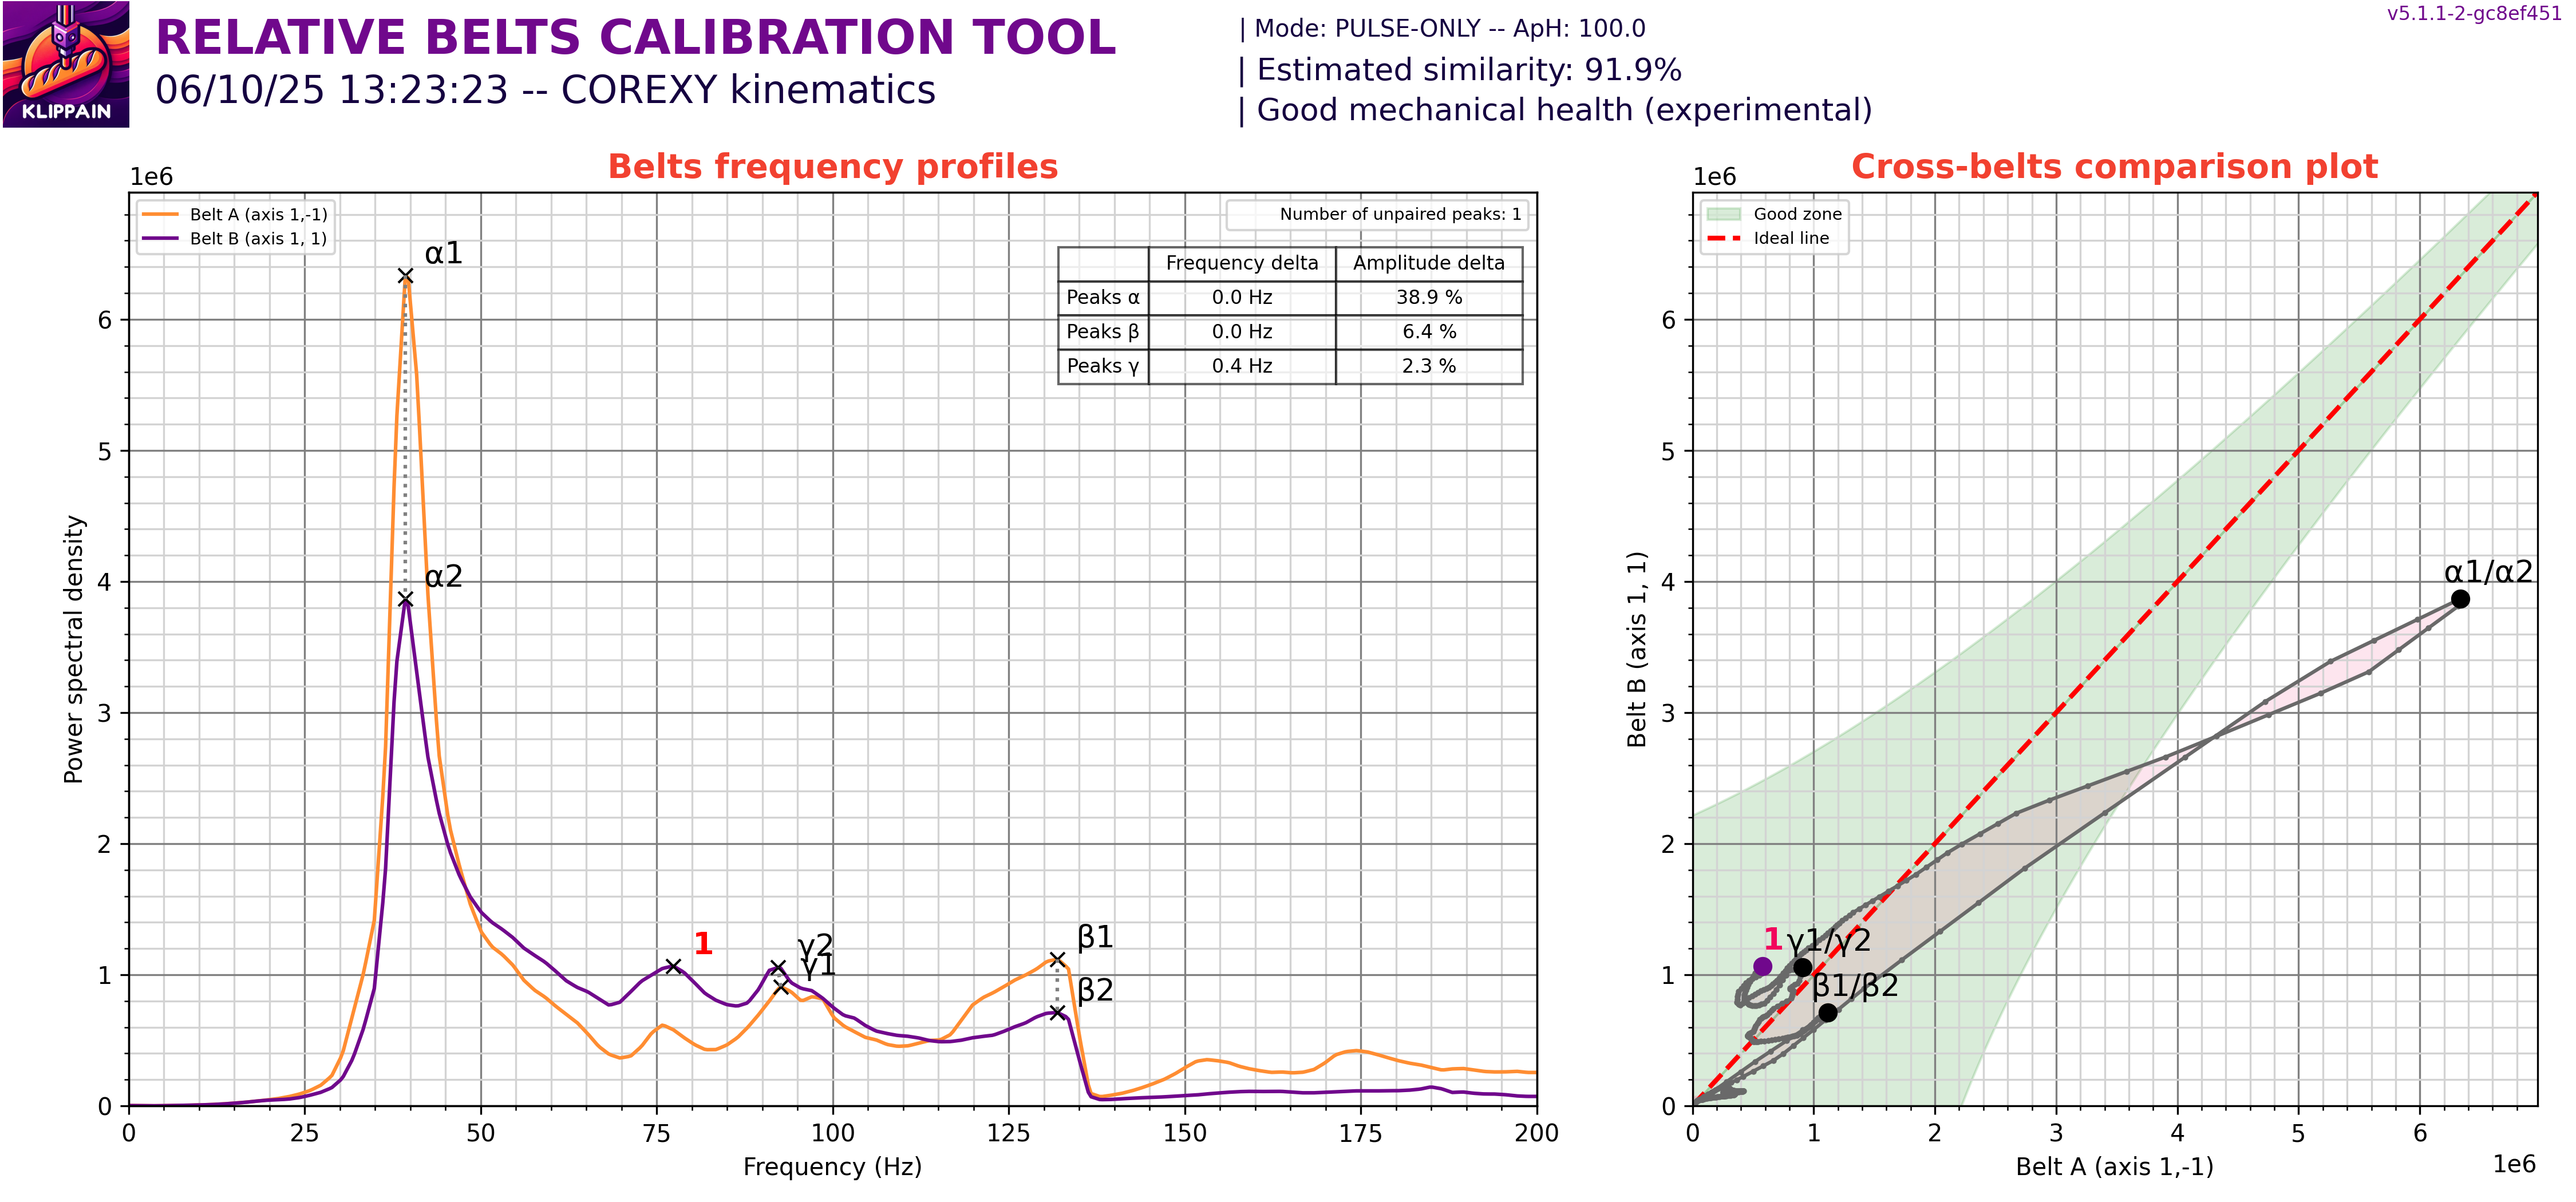 KLIPPAIN
RELATIVE BELTS CALIBRATION TOOL
06/10/25 13:23:23 -- COREXY kinematics
| Mode: PULSE-ONLY -- ApH: 100.0
| Estimated similarity: 91.9%
| Good mechanical health (experimental)
v5.1.1-2-gc8ef451
Belts frequency profiles
1e6
Belt A (axis 1,-1)
Belt B (axis 1, 1)
Number of unpaired peaks: 1
Frequency delta Amplitude delta
Peaks α 0.0 Hz 38.9 %
Peaks β 0.0 Hz 6.4 %
Peaks γ 0.4 Hz 2.3 %
α1
α2
1
γ2
γ1
β1
β2
6
5
4
3
2
1
0
Power spectral density
0 25 50 75 100 125 150 175 200
Frequency (Hz)
Cross-belts comparison plot
1e6
Good zone
Ideal line
α1/α2
1
γ1/γ2
β1/β2
6
5
4
3
2
1
0
Belt B (axis 1, 1)
0 1 2 3 4 5 6
Belt A (axis 1,-1)
1e6